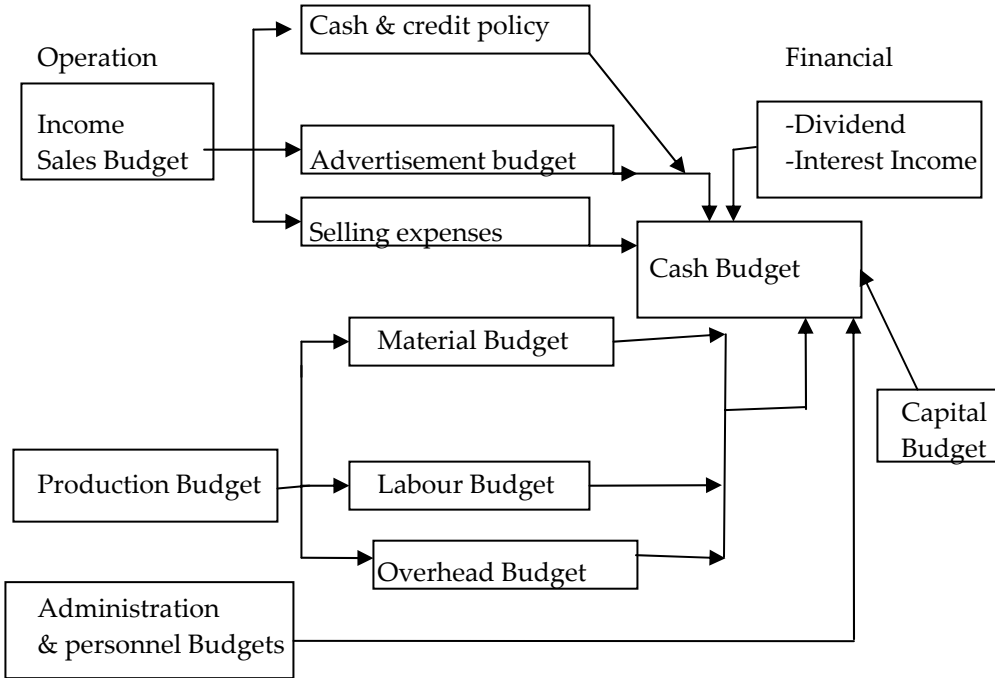 Cash & credit policy
Operation
Financial
Income
Sales Budget
-Dividend
-Interest Income
Advertisement budget
Selling expenses
Cash Budget
Material Budget
Capital
Budget
Production Budget
Labour Budget
Overhead Budget
Administration
& personnel Budgets